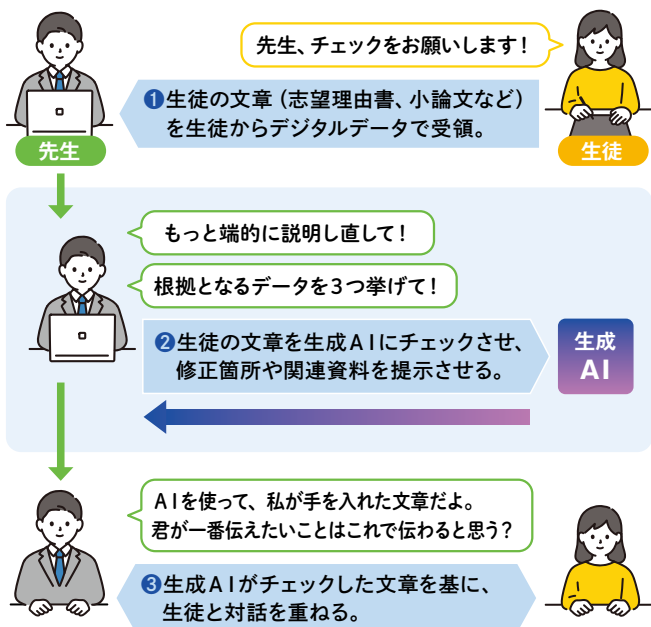 先生、チェックをお願いします！
❶生徒の文章（志望理由書、小論文など）
を生徒からデジタルデータで受領。
先生
生徒
もっと端的に説明し直して！
根拠となるデータを３つ挙げて！
❷生徒の文章を生成ＡＩにチェックさせ、
修正箇所や関連資料を提示させる。
生成
AI
ＡＩを使って、私が手を入れた文章だよ。
君が一番伝えたいことはこれで伝わると思う？
❸生成ＡＩがチェックした文章を基に、
生徒と対話を重ねる。